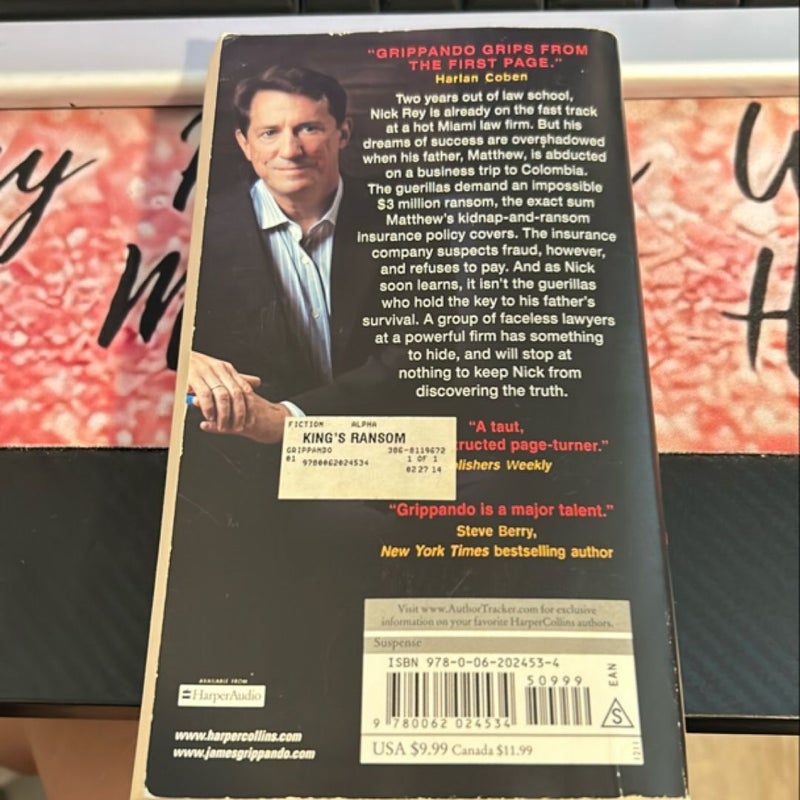 "GRIPPANDO GRIPS FROM
THE FIRST PAGE."
Harlan Coben
Two years out of law school,
Nick Rey is already on the fast track
at a hot Miami law firm. But his
dreams of success are overshadowed
when his father, Matthew, is abducted
on a business trip to Colombia.
The guerillas demand an impossible
$3 million ransom, the exact sum
Matthew's kidnap-and-ransom
insurance policy covers. The insurance
company suspects fraud, however,
and refuses to pay. And as Nick
soon learns, it isn't the guerillas
who hold the key to his father's
survival. A group of faceless lawyers
at a powerful firm has something
to hide, and will stop at
nothing to keep Nick from
discovering the truth.
FICTION ALPHA
KING'S RANSOM
GRIPPANDO 386-8119672
01 9780062024534 1 OF 1
02 27 14
"A taut,
tructed page-turner."
blishers Weekly
"Grippando is a major talent."
Steve Berry,
New York Times bestselling author
Visit www.AuthorTracker.com for exclusive
information on your favorite HarperCollins authors.
Suspense
ISBN 978-0-06-202453-4
50999
EAN
9 780062 024534
S
USA $9.99 Canada $11.99
1211
AVAILABLE FROM
HarperAudio
www.harpercollins.com
www.jamesgrippando.com